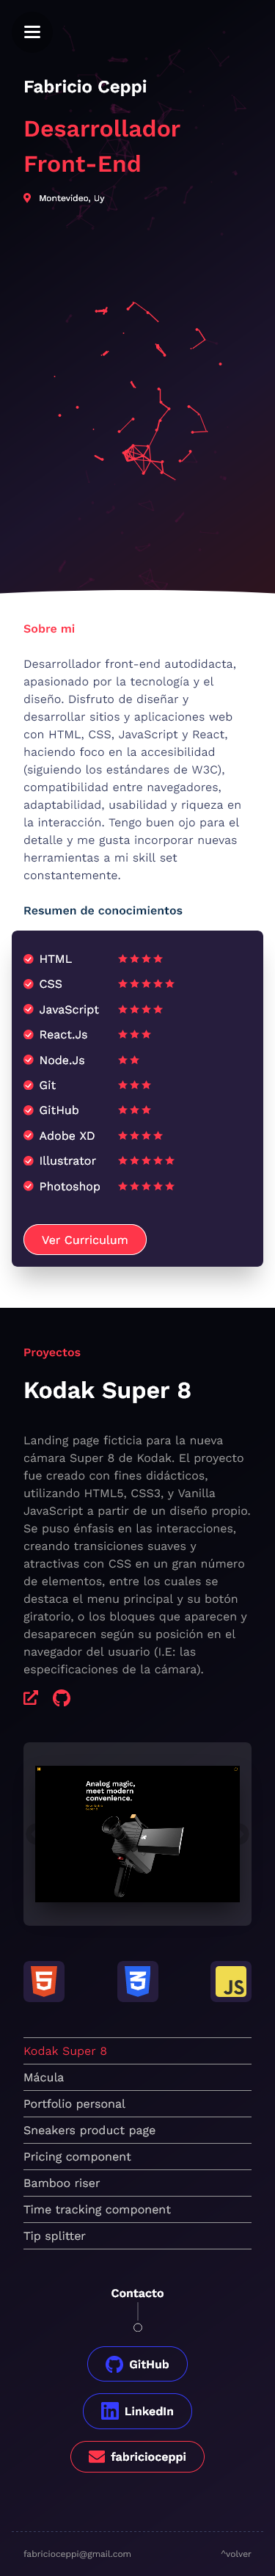 Fabricio Ceppi
Desarrollador
Front-End
Montevideo, Uy
Sobre mi
Desarrollador front-end autodidacta,
apasionado por la tecnología y el
diseño. Disfruto de diseñar y
desarrollar sitios y aplicaciones web
con HTML, CSS, JavaScript y React,
haciendo foco en la accesibilidad
(siguiendo los estándares de W3C),
compatibilidad entre navegadores,
adaptabilidad, usabilidad y riqueza en
la interacción. Tengo buen ojo para el
detalle y me gusta incorporar nuevas
herramientas a mi skill set
constantemente.
Resumen de conocimientos
HTML
CSS
JavaScript
React.Js
Node.Js
Git
GitHub
Adobe XD
Illustrator
Photoshop
Ver Curriculum
Proyectos
Kodak Super 8
Landing page ficticia para la nueva
cámara Super 8 de Kodak. El proyecto
fue creado con fines didácticos,
utilizando HTML5, CSS3, y Vanilla
JavaScript a partir de un diseño propio.
Se puso énfasis en las interacciones,
creando transiciones suaves y
atractivas con CSS en un gran número
de elementos, entre los cuales se
destaca el menu principal y su botón
giratorio, o los bloques que aparecen y
desaparecen según su posición en el
navegador del usuario (I.E: las
especificaciones de la cámara).
Analog magic,
meet modern
convenience.
JS
Kodak Super 8
Mácula
Portfolio personal
Sneakers product page
Pricing component
Bamboo riser
Time tracking component
Tip splitter
Contacto
GitHub
LinkedIn
fabricioceppi
fabricioceppi@gmail.com ^volver